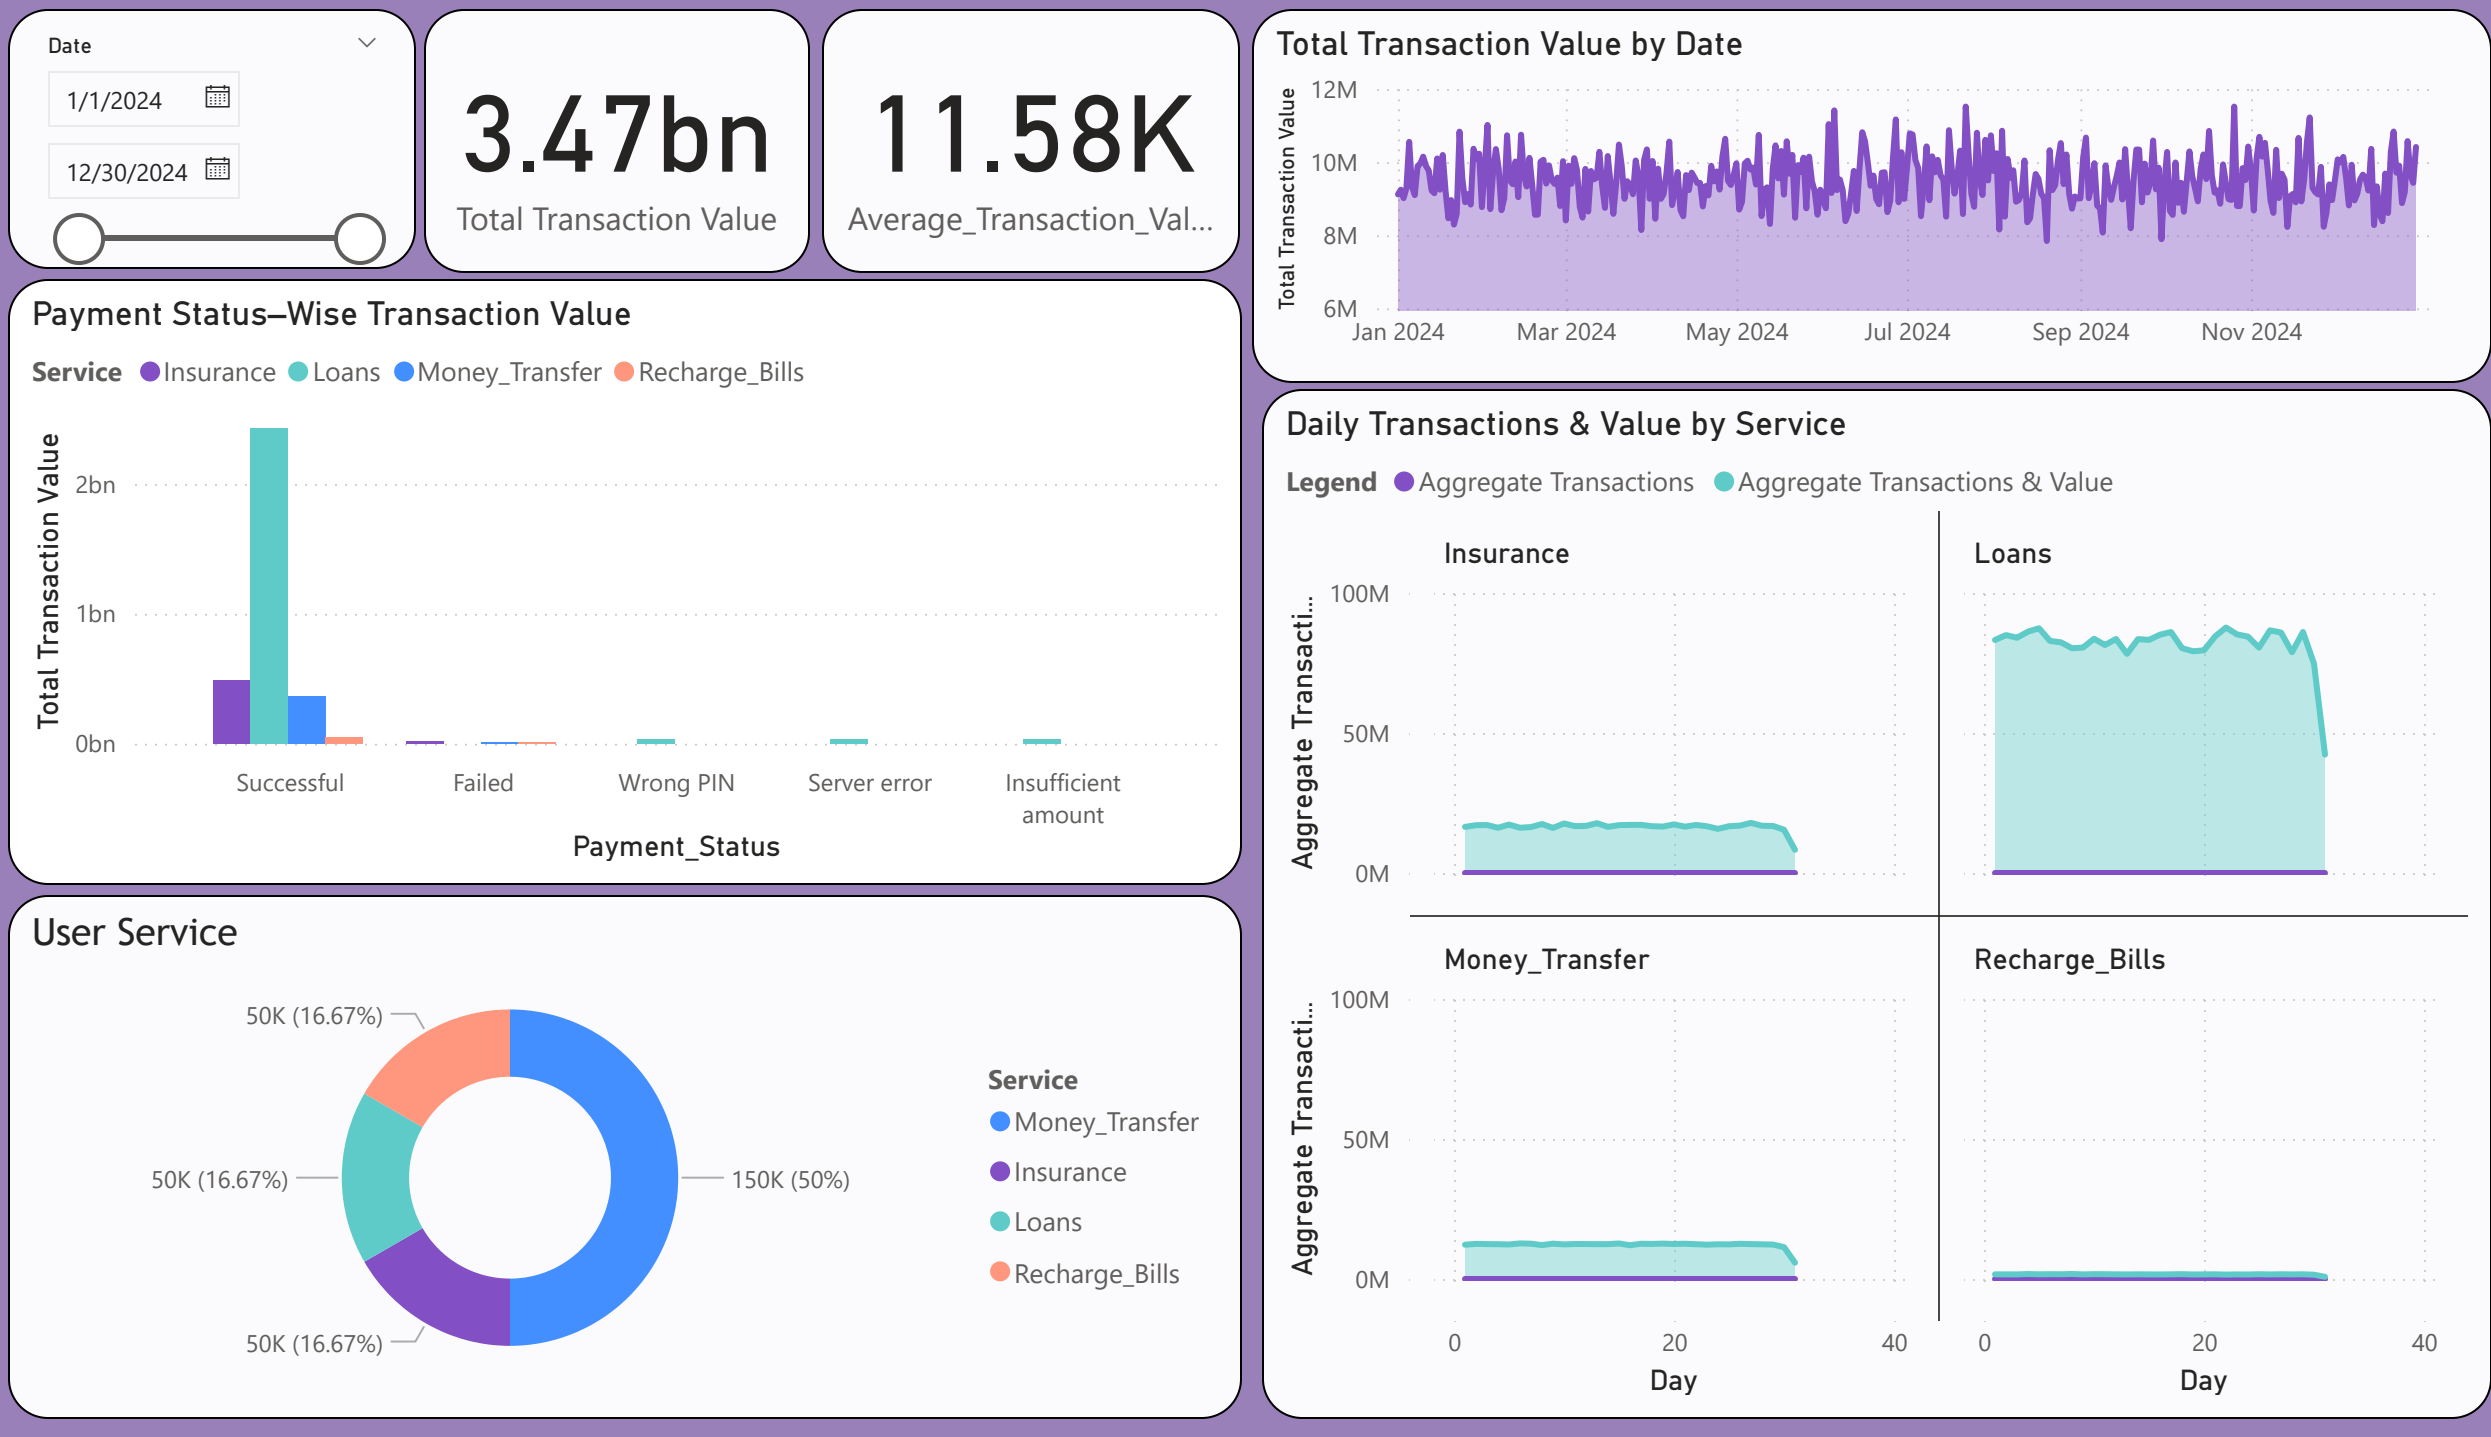 Date
1/1/2024
12/30/2024
3.47bn
Total Transaction Value
11.58K
Average_Transaction_Val...
Total Transaction Value by Date
Total Transaction Value
12M
10M
8M
6M
Jan 2024 Mar 2024 May 2024 Jul 2024 Sep 2024 Nov 2024
Payment Status–Wise Transaction Value
Service Insurance Loans Money_Transfer Recharge_Bills
Total Transaction Value
2bn
1bn
0bn
Successful Failed Wrong PIN Server error Insufficient
amount
Payment_Status
User Service
50K (16.67%)
50K (16.67%)
150K (50%)
50K (16.67%)
Service
Money_Transfer
Insurance
Loans
Recharge_Bills
Daily Transactions & Value by Service
Legend Aggregate Transactions Aggregate Transactions & Value
Insurance Loans
Aggregate Transacti...
100M
50M
0M
Money_Transfer Recharge_Bills
Aggregate Transacti...
100M
50M
0M
0 20 40 0 20 40
Day Day